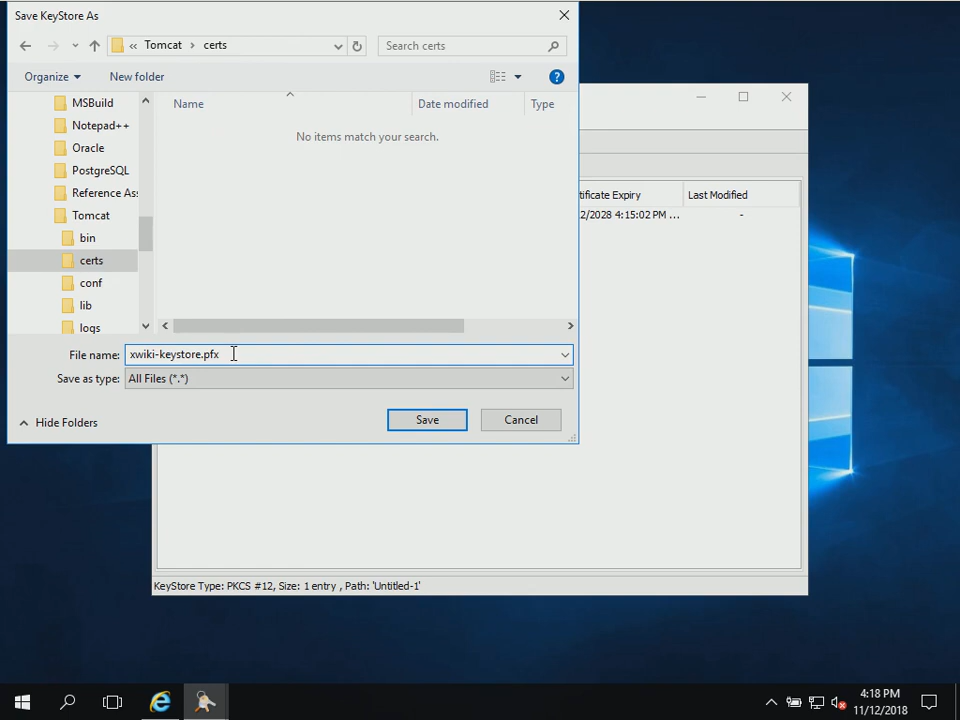 Save KeyStore As
« Tomcat › certs
Search certs
Organize
New folder
MSBuild
Notepad++
Oracle
PostgreSQL
Reference Ass
Tomcat
bin
certs
conf
lib
logs
Name
Date modified
Type
No items match your search.
File name: xwiki-keystore.pfx
Save as type: All Files (*.*)
Hide Folders
Save
Cancel
tificate Expiry
Last Modified
2/2028 4:15:02 PM ...
-
KeyStore Type: PKCS #12, Size: 1 entry , Path: 'Untitled-1'
4:18 PM
11/12/2018